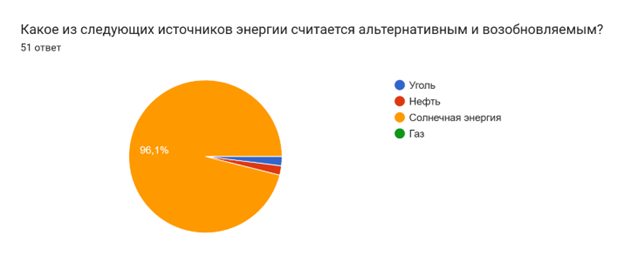 Какое из следующих источников энергии считается альтернативным и возобновляемым?
51 ответ
96,1%
Уголь
Нефть
Солнечная энергия
Газ